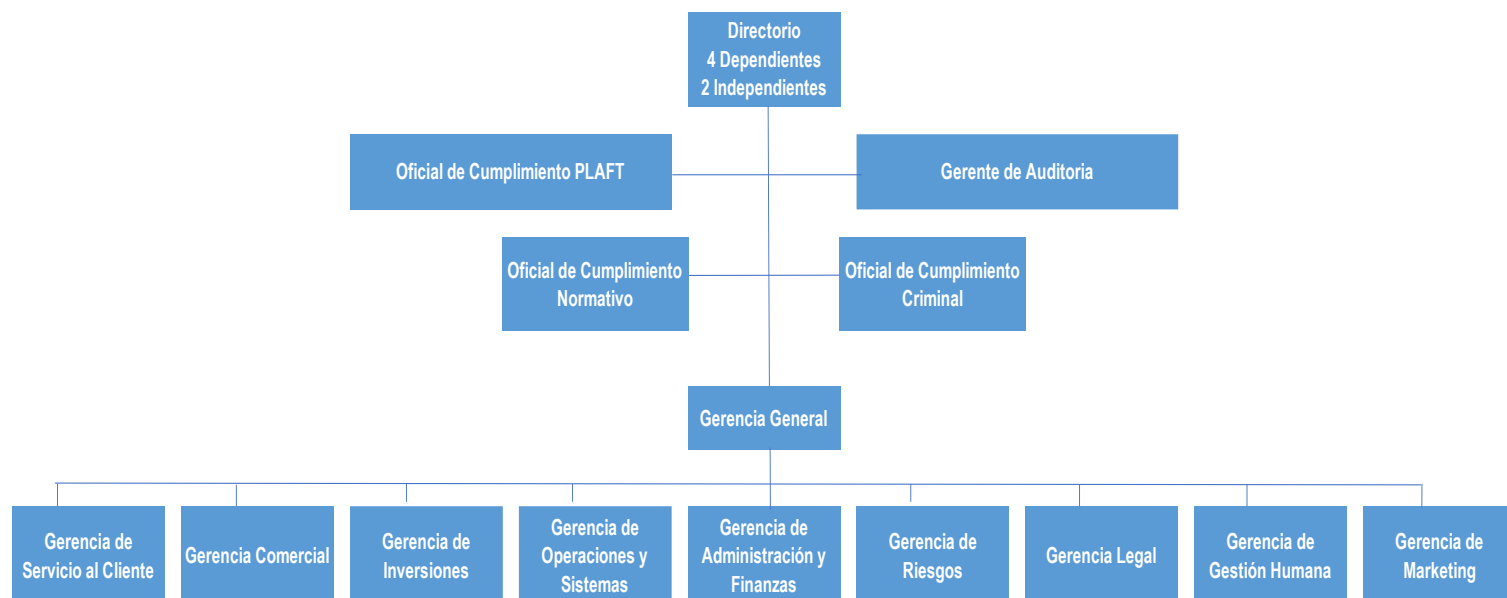 Directorio
4 Dependientes
2 Independientes
Oficial de Cumplimiento PLAFT
Gerente de Auditoria
Oficial de Cumplimiento
Normativo
Oficial de Cumplimiento
Criminal
Gerencia General
Gerencia de
Servicio al Cliente
Gerencia Comercial
Gerencia de
Inversiones
Gerencia de
Operaciones y
Sistemas
Gerencia de
Administración y
Finanzas
Gerencia de
Riesgos
Gerencia Legal
Gerencia de
Gestión Humana
Gerencia de
Marketing